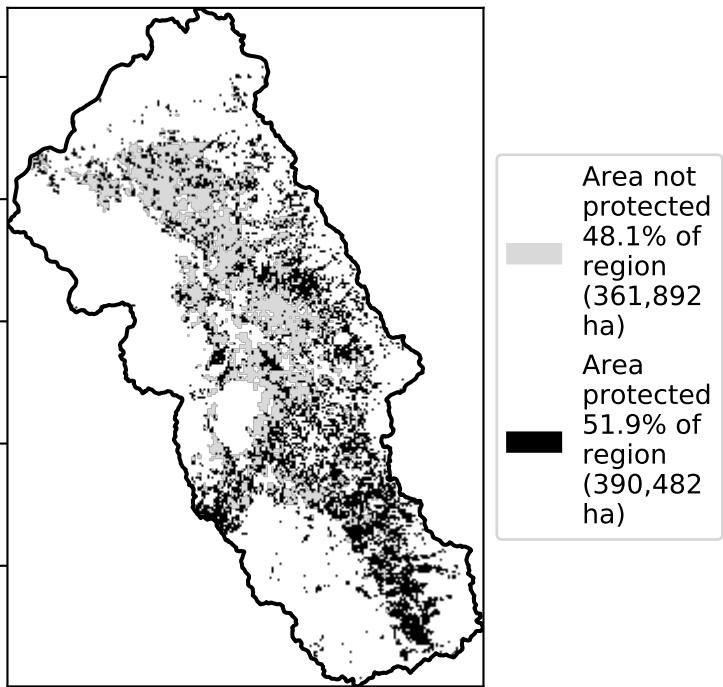 Area not
protected
48.1% of
region
(361,892
ha)
Area
protected
51.9% of
region
(390,482
ha)